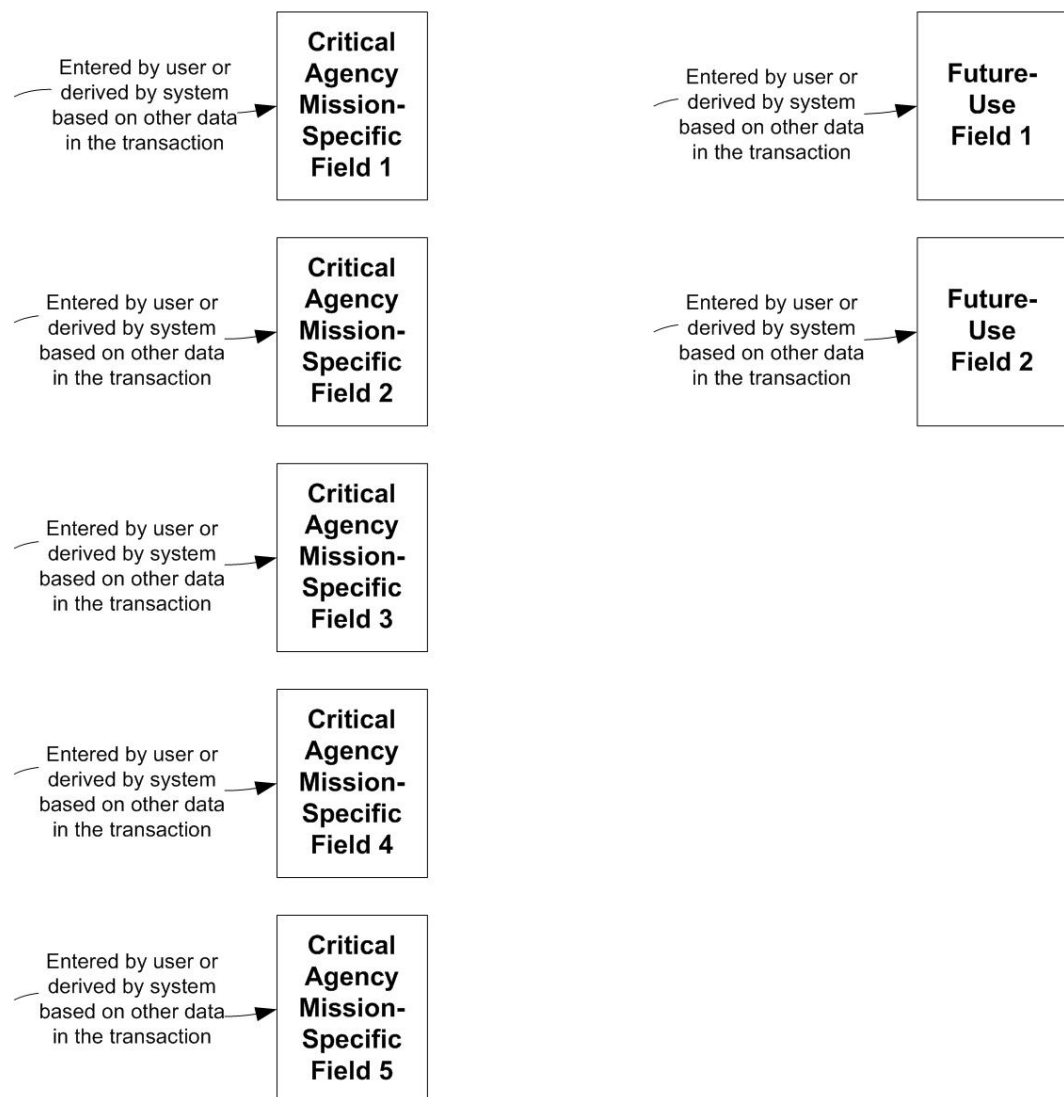 Entered by user or
derived by system
based on other data
in the transaction
Critical
Agency
Mission-
Specific
Field 1
Entered by user or
derived by system
based on other data
in the transaction
Future-
Use
Field 1
Entered by user or
derived by system
based on other data
in the transaction
Critical
Agency
Mission-
Specific
Field 2
Entered by user or
derived by system
based on other data
in the transaction
Future-
Use
Field 2
Entered by user or
derived by system
based on other data
in the transaction
Critical
Agency
Mission-
Specific
Field 3
Entered by user or
derived by system
based on other data
in the transaction
Critical
Agency
Mission-
Specific
Field 4
Entered by user or
derived by system
based on other data
in the transaction
Critical
Agency
Mission-
Specific
Field 5